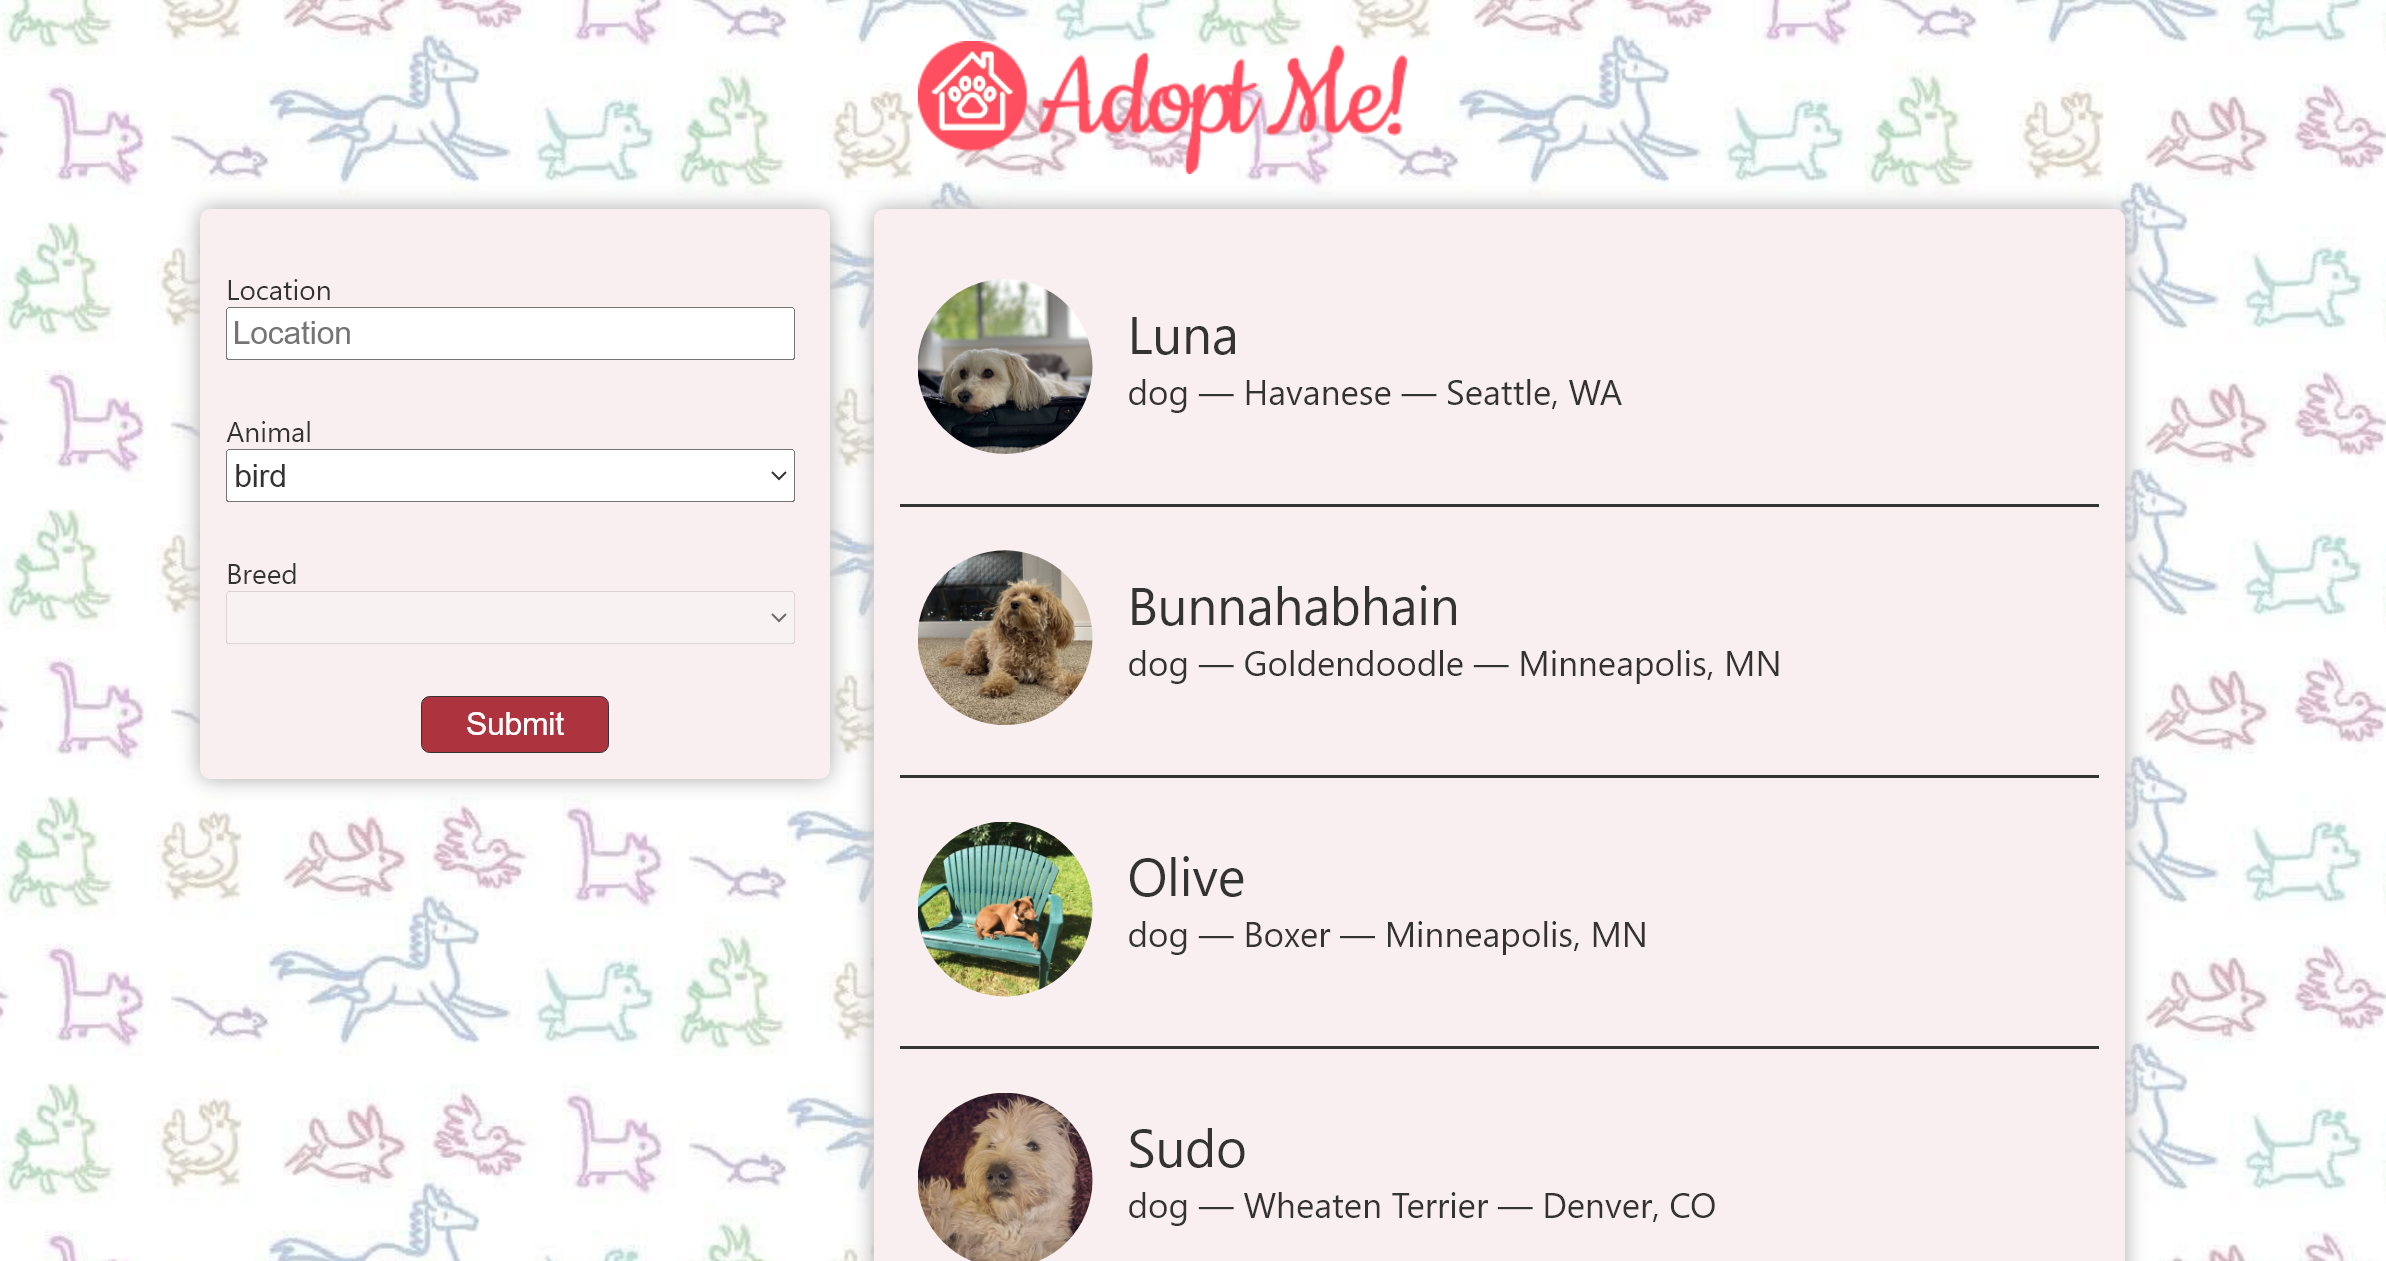 Adopt Me!
Location
Location
Animal
bird
Breed
Submit
Luna
dog — Havanese — Seattle, WA
Bunnahabhain
dog — Goldendoodle — Minneapolis, MN
Olive
dog — Boxer — Minneapolis, MN
Sudo
dog — Wheaten Terrier — Denver, CO